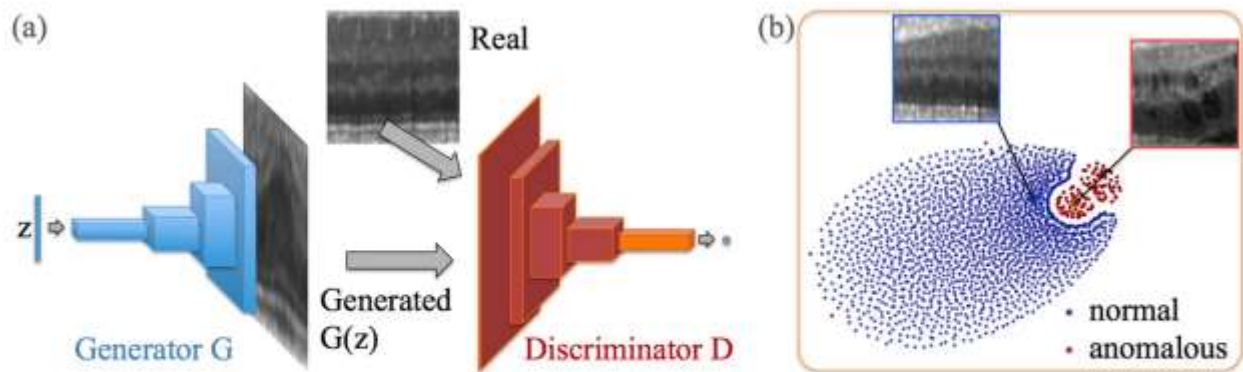 (a)
Real
z
Generated
G(z)
Generator G
Discriminator D
(b)
normal
anomalous